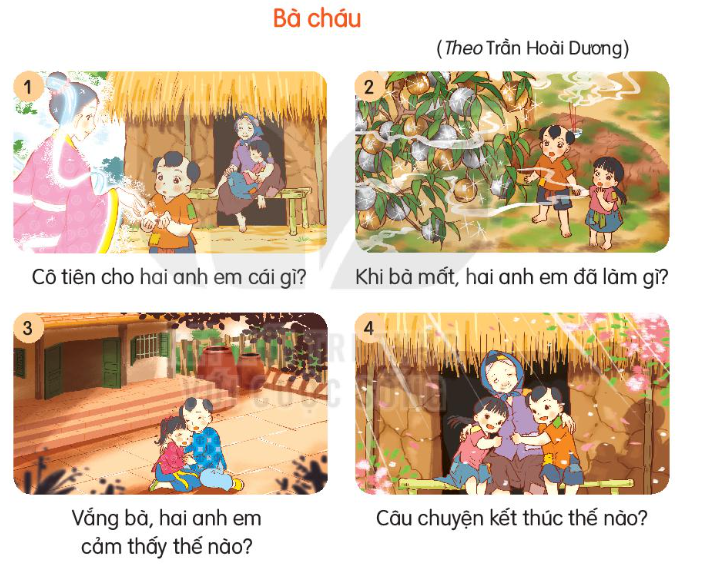 Bà cháu
(Theo Trần Hoài Dương)
1
2
Cô tiên cho hai anh em cái gì?
Khi bà mất, hai anh em đã làm gì?
3
4
Vắng bà, hai anh em
cảm thấy thế nào?
Câu chuyện kết thúc thế nào?